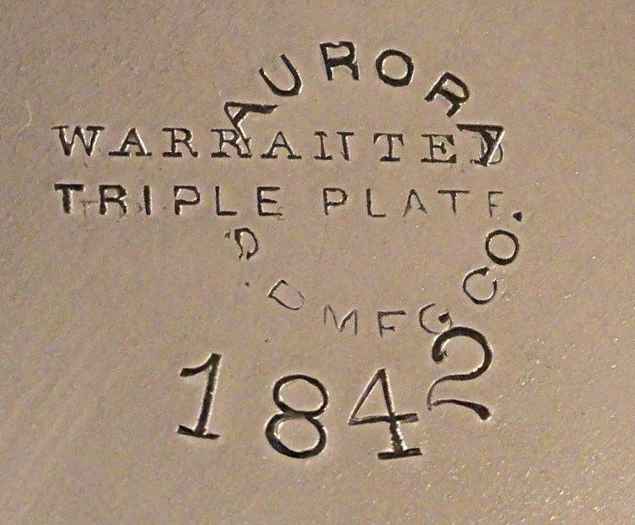 AURORA
WARRANTED
TRIPLE PLATE.
MFG CO.
1842